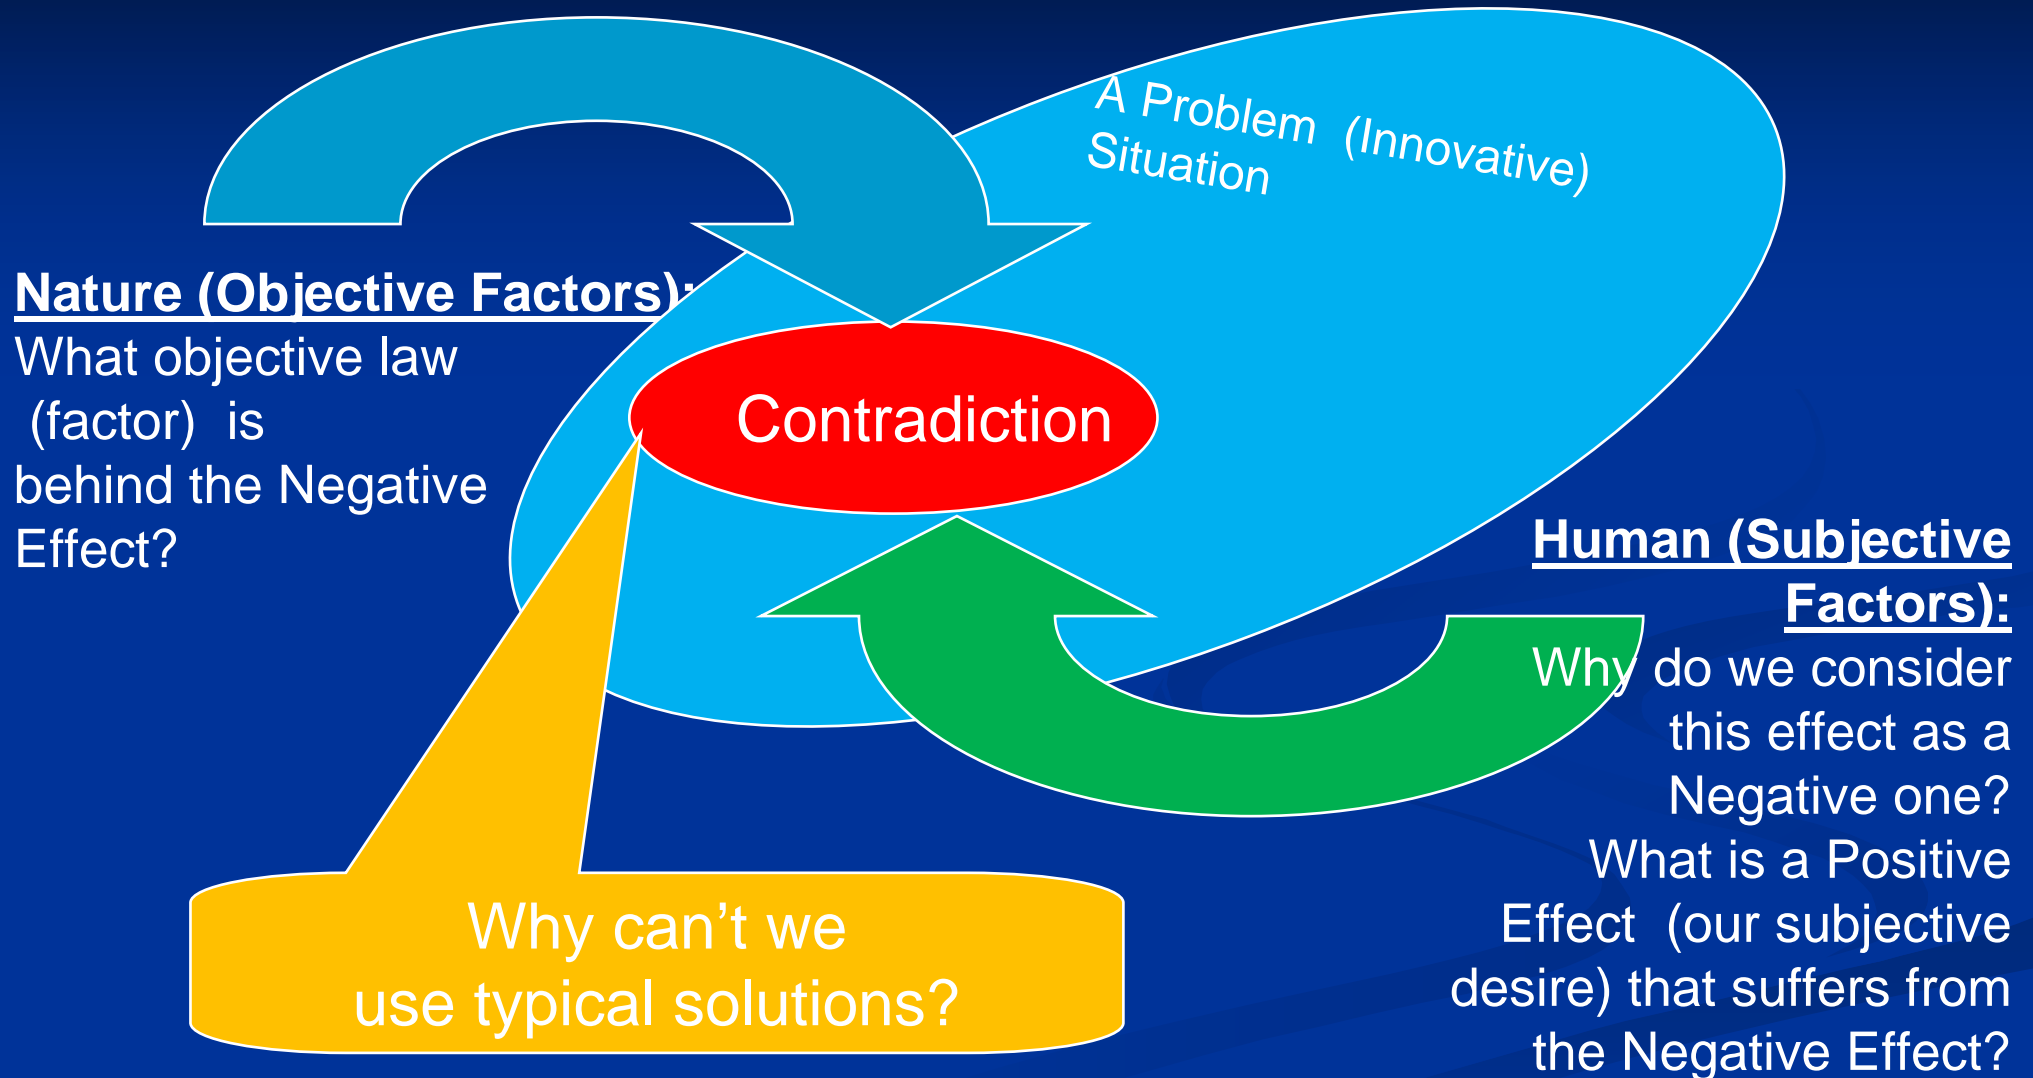 A Problem (Innovative)
Situation
Nature (Objective Factors):
What objective law
(factor) is
behind the Negative
Effect?
Contradiction
Human (Subjective
Factors):
Why do we consider
this effect as a
Negative one?
What is a Positive
Effect (our subjective
desire) that suffers from
the Negative Effect?
Why can’t we
use typical solutions?